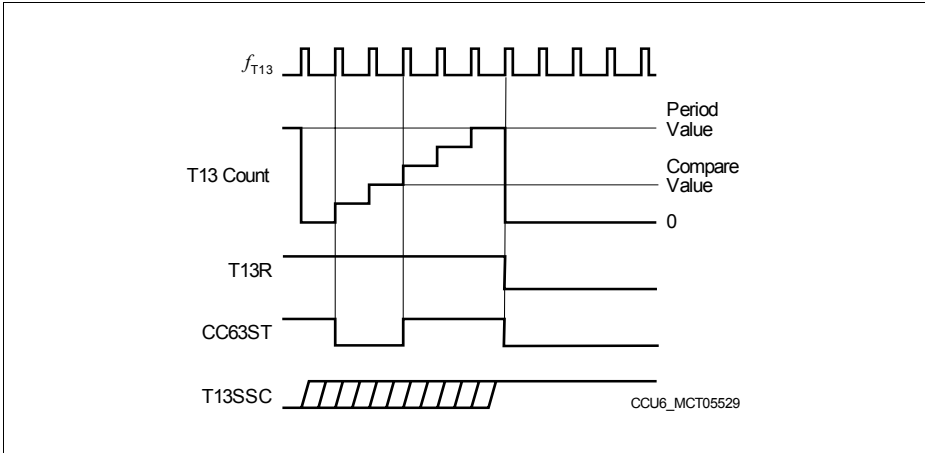 fT13
Period
Value
T13 Count
Compare
Value
0
T13R
CC63ST
T13SSC
CCU6_MCT05529